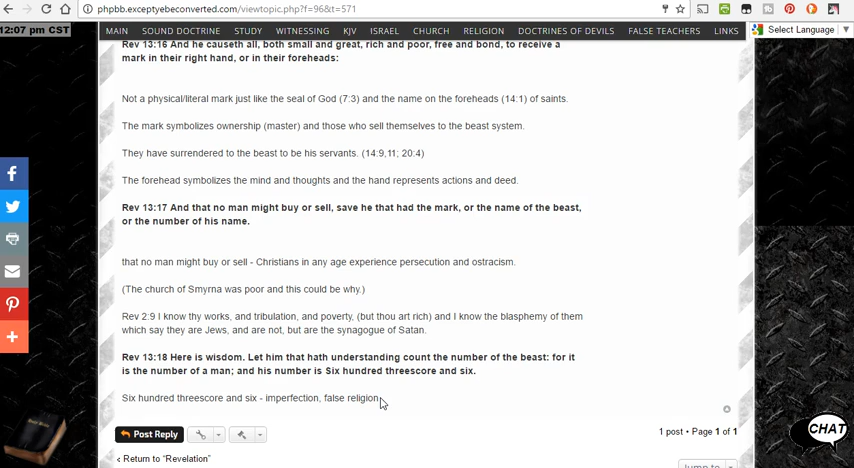 phpbb.exceptyebeconverted.com/viewtopic.php?f=96&t=571
12:07 pm CST
MAIN SOUND DOCTRINE STUDY WITNESSING KJV ISRAEL CHURCH RELIGION DOCTRINES OF DEVILS FALSE TEACHERS LINKS
Select Language
Rev 13:16 And he causeth all, both small and great, rich and poor, free and bond, to receive a
mark in their right hand, or in their foreheads:
Not a physical/literal mark just like the seal of God (7:3) and the name on the foreheads (14:1) of saints.
The mark symbolizes ownership (master) and those who sell themselves to the beast system.
They have surrendered to the beast to be his servants. (14:9,11; 20:4)
The forehead symbolizes the mind and thoughts and the hand represents actions and deed.
Rev 13:17 And that no man might buy or sell, save he that had the mark, or the name of the beast,
or the number of his name.
that no man might buy or sell - Christians in any age experience persecution and ostracism.
(The church of Smyrna was poor and this could be why.)
Rev 2:9 I know thy works, and tribulation, and poverty, (but thou art rich) and I know the blasphemy of them
which say they are Jews, and are not, but are the synagogue of Satan.
Rev 13:18 Here is wisdom. Let him that hath understanding count the number of the beast: for it
is the number of a man; and his number is Six hundred threescore and six.
Six hundred threescore and six - imperfection, false religion
Post Reply
1 post • Page 1 of 1
CHAT
< Return to “Revelation”
Jump to